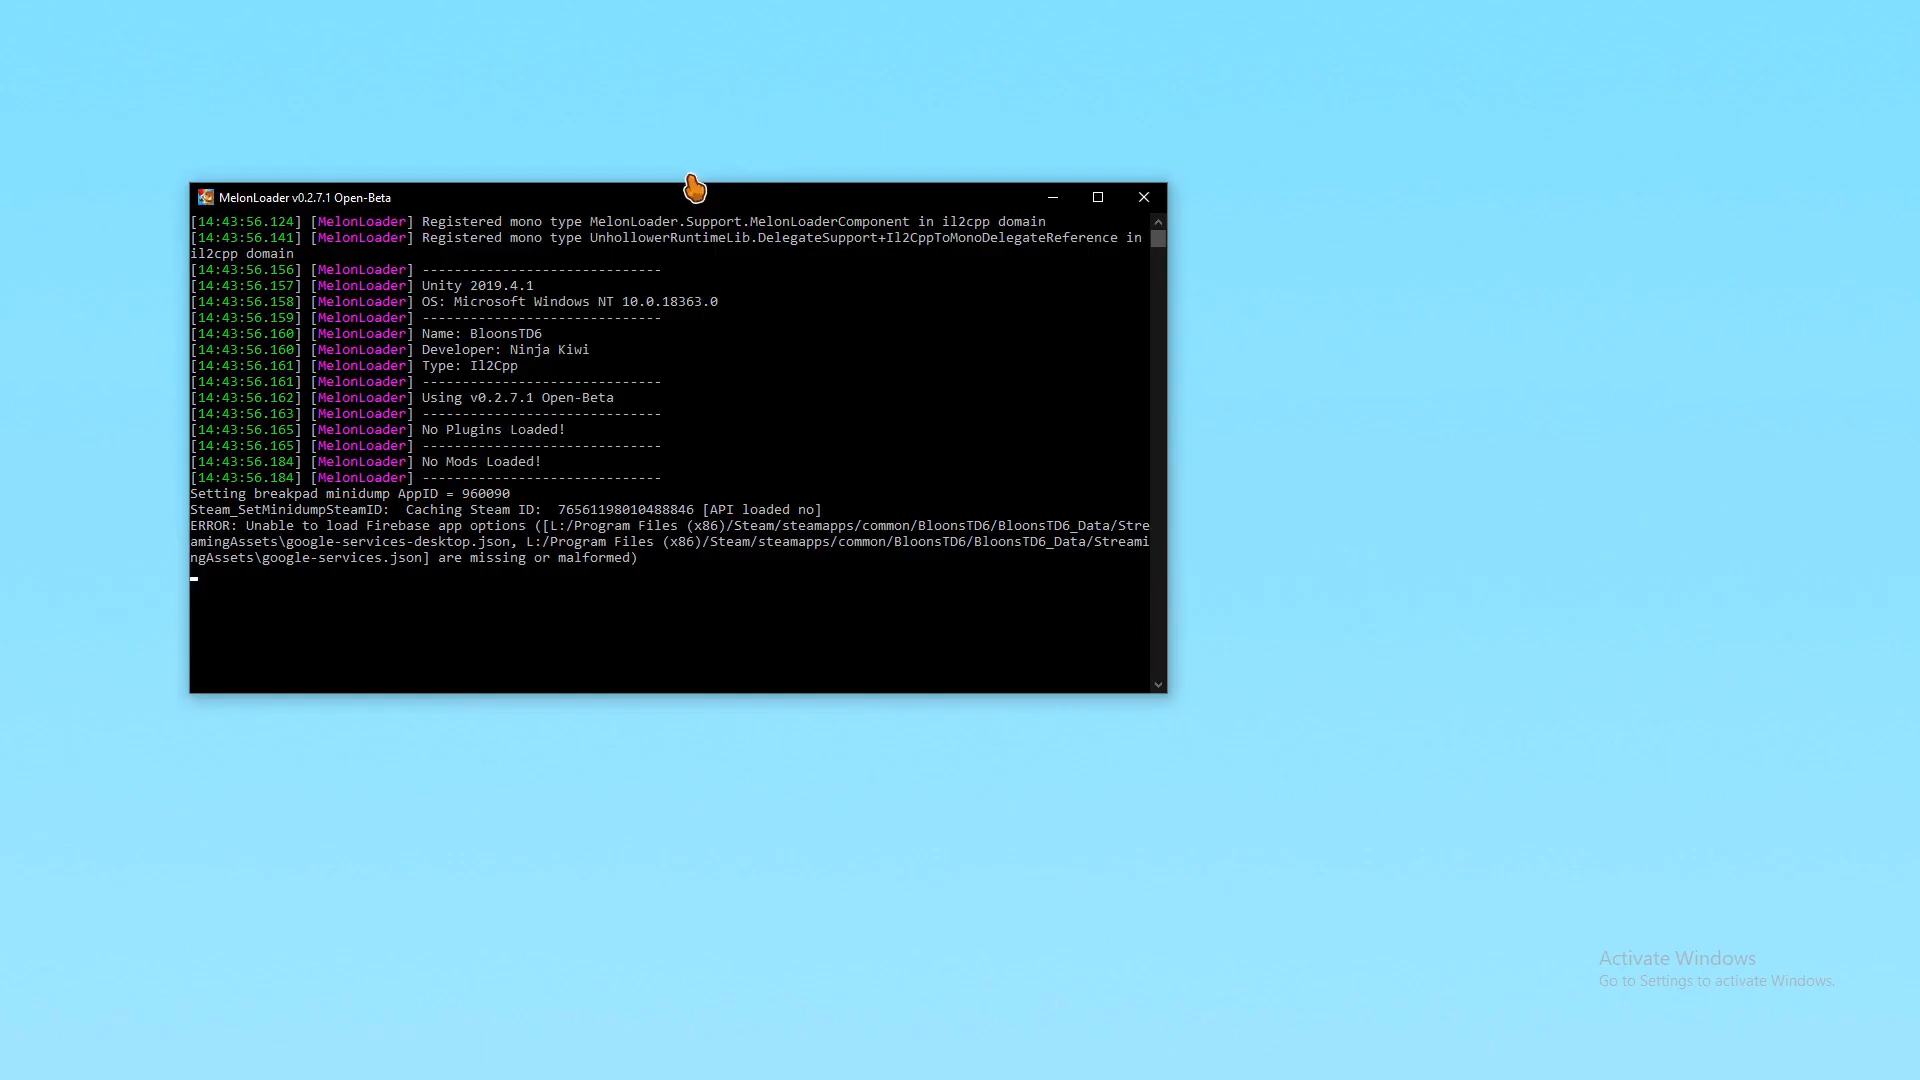 MelonLoader v0.2.7.1 Open-Beta
[14:43:56.124] [MelonLoader] Registered mono type MelonLoader.Support.MelonLoaderComponent in il2cpp domain
[14:43:56.141] [MelonLoader] Registered mono type UnhollowerRuntimeLib.DelegateSupport+Il2CppToMonoDelegateReference in
il2cpp domain
[14:43:56.156] [MelonLoader] ------------------------------
[14:43:56.157] [MelonLoader] Unity 2019.4.1
[14:43:56.158] [MelonLoader] OS: Microsoft Windows NT 10.0.18363.0
[14:43:56.159] [MelonLoader] ------------------------------
[14:43:56.160] [MelonLoader] Name: BloonsTD6
[14:43:56.160] [MelonLoader] Developer: Ninja Kiwi
[14:43:56.161] [MelonLoader] Type: Il2Cpp
[14:43:56.161] [MelonLoader] ------------------------------
[14:43:56.162] [MelonLoader] Using v0.2.7.1 Open-Beta
[14:43:56.163] [MelonLoader] ------------------------------
[14:43:56.165] [MelonLoader] No Plugins Loaded!
[14:43:56.165] [MelonLoader] ------------------------------
[14:43:56.184] [MelonLoader] No Mods Loaded!
[14:43:56.184] [MelonLoader] ------------------------------
Setting breakpad minidump AppID = 960090
Steam_SetMinidumpSteamID:  Caching Steam ID:  76561198010488846 [API loaded no]
ERROR: Unable to load Firebase app options ([L:/Program Files (x86)/Steam/steamapps/common/BloonsTD6/BloonsTD6_Data/Stre
amingAssets\google-services-desktop.json, L:/Program Files (x86)/Steam/steamapps/common/BloonsTD6/BloonsTD6_Data/Streami
ngAssets\google-services.json] are missing or malformed)
Activate Windows
Go to Settings to activate Windows.